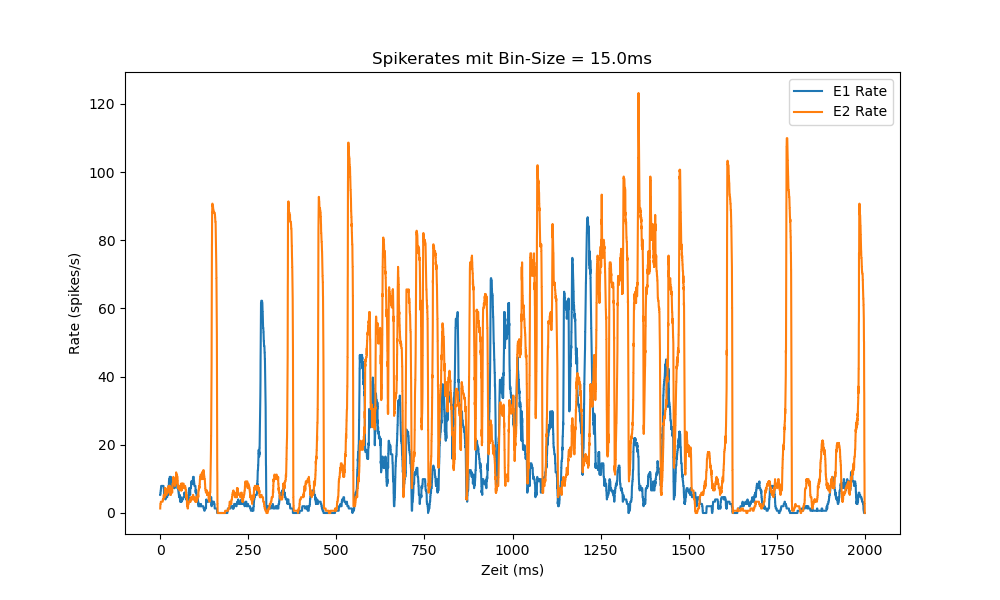 Spikerates mit Bin-Size = 15.0ms
E1 Rate
E2 Rate
Rate (spikes/s)
120
100
80
60
40
20
0
0 250 500 750 1000 1250 1500 1750 2000
Zeit (ms)